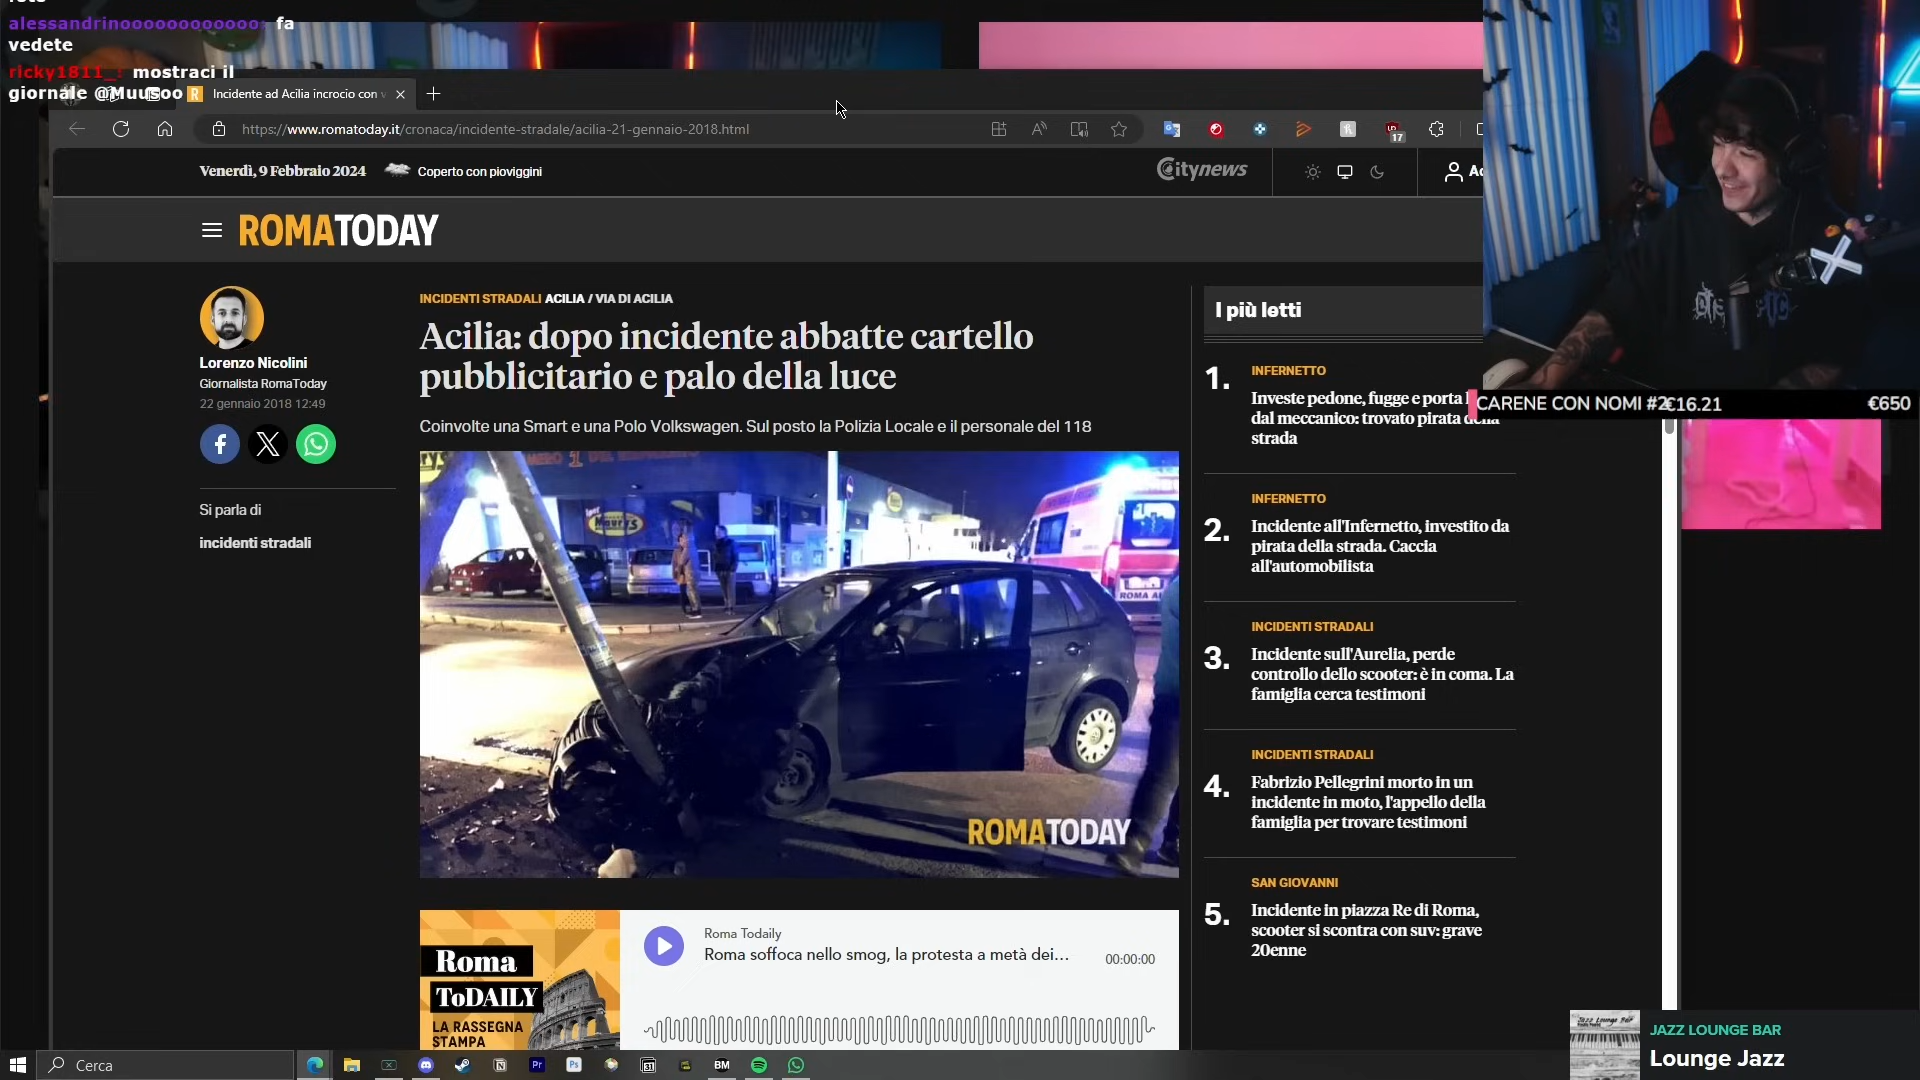 alessandrinoooooooooooo: fa
vedete
ricky1811_: mostraci il
giornale @Muusoo
Incidente ad Acilia incrocio con v
https://www.romatoday.it/cronaca/incidente-stradale/acilia-21-gennaio-2018.html
17
Venerdì, 9 Febbraio 2024
Coperto con pioviggini
Citynews
ROMATODAY
Lorenzo Nicolini
Giornalista RomaToday
22 gennaio 2018 12:49
Si parla di
incidenti stradali
INCIDENTI STRADALI ACILIA / VIA DI ACILIA
Acilia: dopo incidente abbatte cartello
pubblicitario e palo della luce
Coinvolte una Smart e una Polo Volkswagen. Sul posto la Polizia Locale e il personale del 118
Maurys
ROMATODAY
Roma
ToDAILY
LA RASSEGNA
STAMPA
Roma Todaily
Roma soffoca nello smog, la protesta a metà dei...
00:00:00
I più letti
1.
INFERNETTO
Investe pedone, fugge e porta
dal meccanico: trovato pirata della
strada
2.
INFERNETTO
Incidente all'Infernetto, investito da
pirata della strada. Caccia
all'automobilista
3.
INCIDENTI STRADALI
Incidente sull'Aurelia, perde
controllo dello scooter: è in coma. La
famiglia cerca testimoni
4.
INCIDENTI STRADALI
Fabrizio Pellegrini morto in un
incidente in moto, l'appello della
famiglia per trovare testimoni
5.
SAN GIOVANNI
Incidente in piazza Re di Roma,
scooter si scontra con suv: grave
20enne
CARENE CON NOMI #2
€16.21
€650
JAZZ LOUNGE BAR
Lounge Jazz
Cerca
Pr
Ps
31
BM